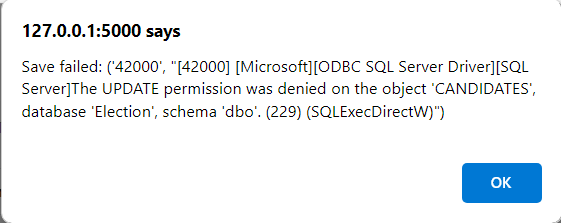 127.0.0.1:5000 says
Save failed: ('42000', "[42000] [Microsoft][ODBC SQL Server Driver][SQL
Server]The UPDATE permission was denied on the object 'CANDIDATES',
database 'Election', schema 'dbo'. (229) (SQLExecDirectW)")
OK